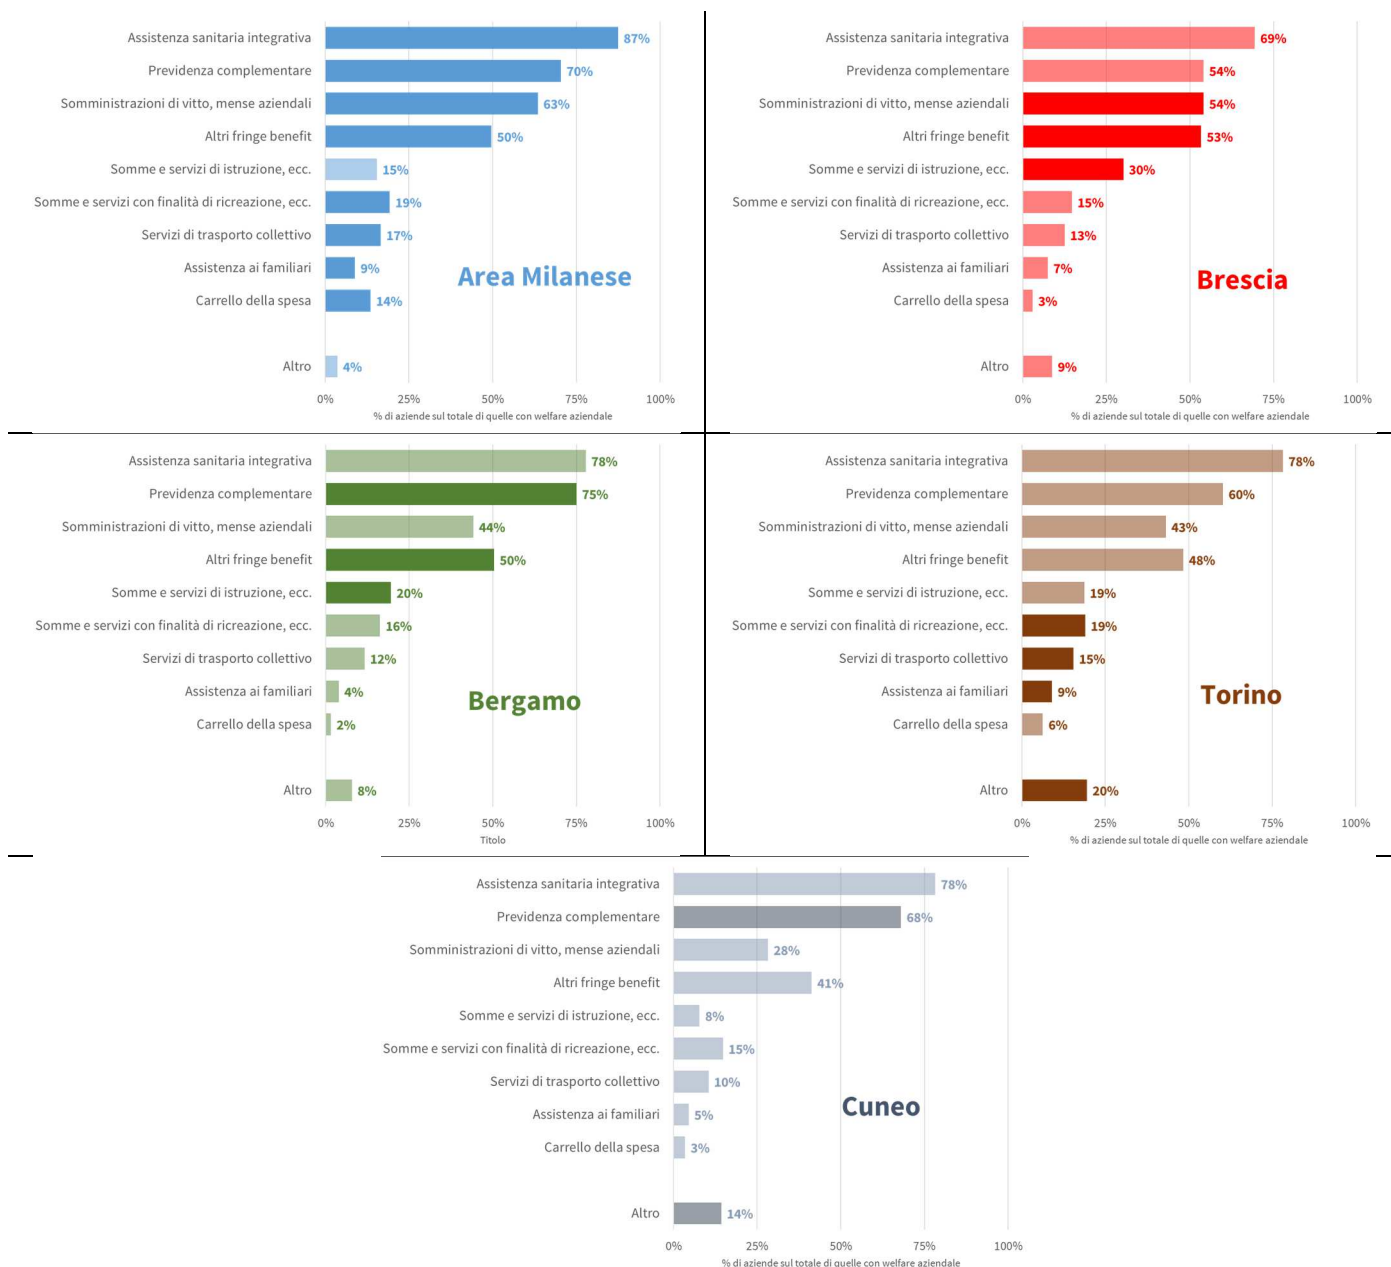 Assistenza sanitaria integrativa 87%
Previdenza complementare 70%
Somministrazioni di vitto, mense aziendali 63%
Altri fringe benefit 50%
Somme e servizi di istruzione, ecc. 15%
Somme e servizi con finalità di ricreazione, ecc. 19%
Servizi di trasporto collettivo 17%
Assistenza ai familiari 9%
Area Milanese
Carrello della spesa 14%
Altro 4%
0% 25% 50% 75% 100%
% di aziende sul totale di quelle con welfare aziendale
Assistenza sanitaria integrativa 69%
Previdenza complementare 54%
Somministrazioni di vitto, mense aziendali 54%
Altri fringe benefit 53%
Somme e servizi di istruzione, ecc. 30%
Somme e servizi con finalità di ricreazione, ecc. 15%
Servizi di trasporto collettivo 13%
Assistenza ai familiari 7%
Brescia
Carrello della spesa 3%
Altro 9%
0% 25% 50% 75% 100%
% di aziende sul totale di quelle con welfare aziendale
Assistenza sanitaria integrativa 78%
Previdenza complementare 75%
Somministrazioni di vitto, mense aziendali 44%
Altri fringe benefit 50%
Somme e servizi di istruzione, ecc. 20%
Somme e servizi con finalità di ricreazione, ecc. 16%
Servizi di trasporto collettivo 12%
Assistenza ai familiari 4%
Bergamo
Carrello della spesa 2%
Altro 8%
0% 25% 50% 75% 100%
Titolo
Assistenza sanitaria integrativa 78%
Previdenza complementare 60%
Somministrazioni di vitto, mense aziendali 43%
Altri fringe benefit 48%
Somme e servizi di istruzione, ecc. 19%
Somme e servizi con finalità di ricreazione, ecc. 19%
Servizi di trasporto collettivo 15%
Assistenza ai familiari 9%
Torino
Carrello della spesa 6%
Altro 20%
0% 25% 50% 75% 100%
% di aziende sul totale di quelle con welfare aziendale
Assistenza sanitaria integrativa 78%
Previdenza complementare 68%
Somministrazioni di vitto, mense aziendali 28%
Altri fringe benefit 41%
Somme e servizi di istruzione, ecc. 8%
Somme e servizi con finalità di ricreazione, ecc. 15%
Servizi di trasporto collettivo 10%
Cuneo
Assistenza ai familiari 5%
Carrello della spesa 3%
Altro 14%
0% 25% 50% 75% 100%
% di aziende sul totale di quelle con welfare aziendale